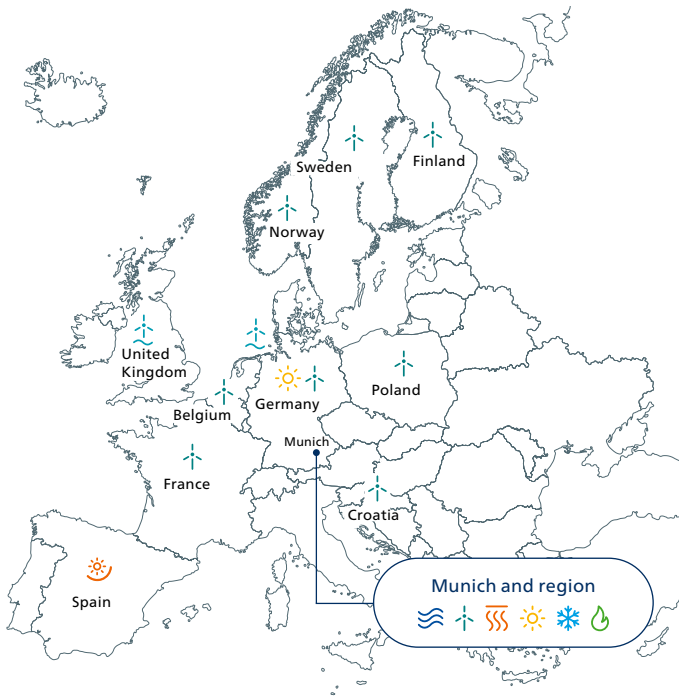 Sweden
Finland
Norway
United
Kingdom
Belgium
Germany
Poland
Munich
France
Croatia
Spain
Munich and region